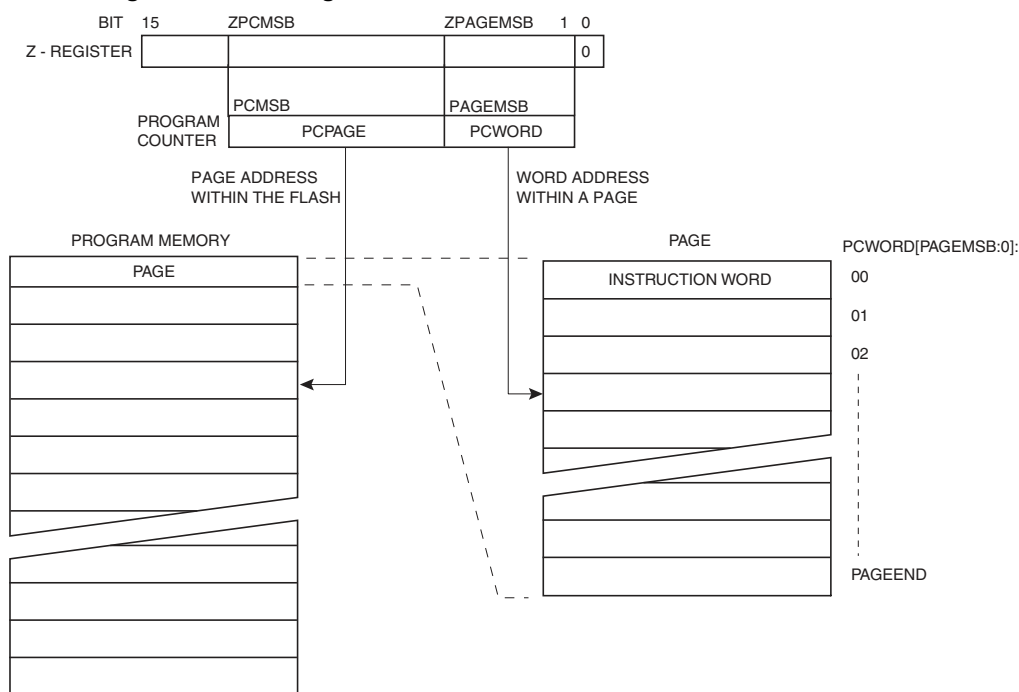 BIT 15 ZPCMSB ZPAGEMSB 1 0
Z - REGISTER 0
PCMSB PAGEMSB
PROGRAM
COUNTER
PCPAGE PCWORD
PAGE ADDRESS
WITHIN THE FLASH
WORD ADDRESS
WITHIN A PAGE
PROGRAM MEMORY
PAGE
PAGE
PCWORD[PAGEMSB:0]:
INSTRUCTION WORD 00
01
02
PAGEEND